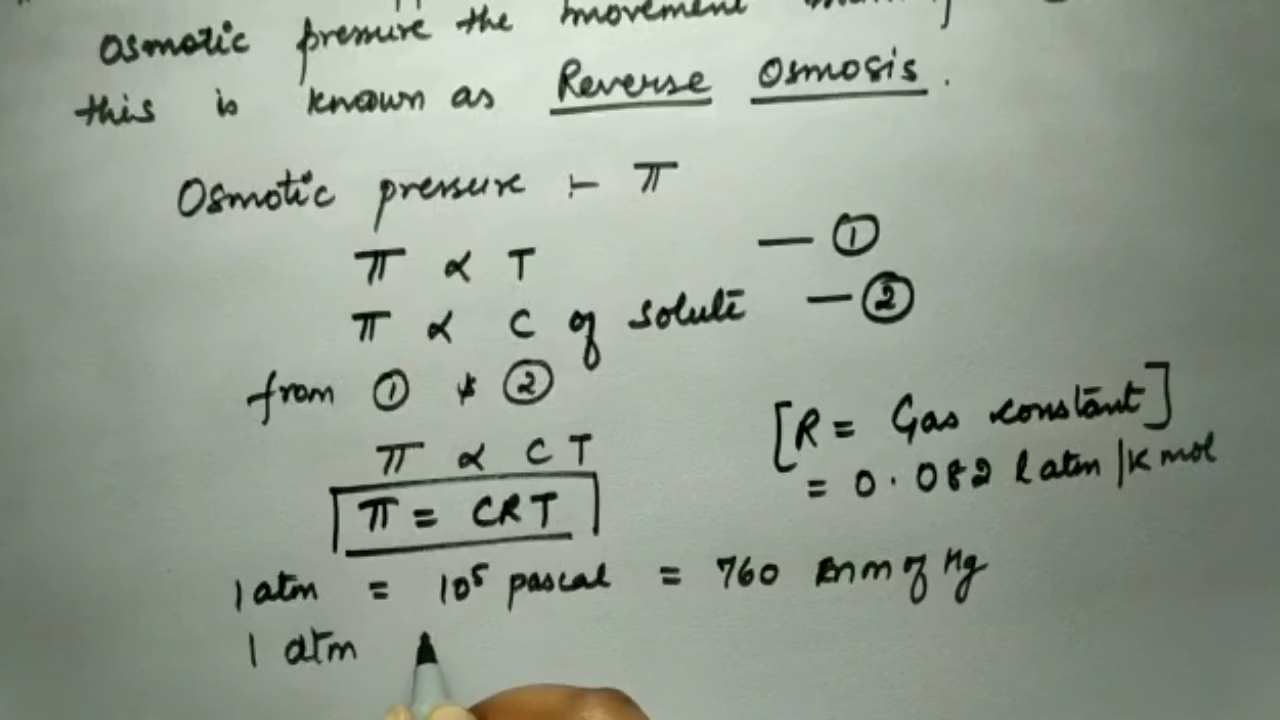 Osmotic pressure the movement
this is known as Reverse Osmosis.
Osmotic pressure :- π
π ∝ T — ①
π ∝ C of solute — ②
from ① & ②
π ∝ CT
[R = Gas constant]
= 0.082 l atm/K mol
π = CRT
1 atm = 10⁵ pascal = 760 mm of Hg
1 atm